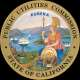 PUBLIC UTILITIES COMMISSION
EUREKA
STATE OF CALIFORNIA